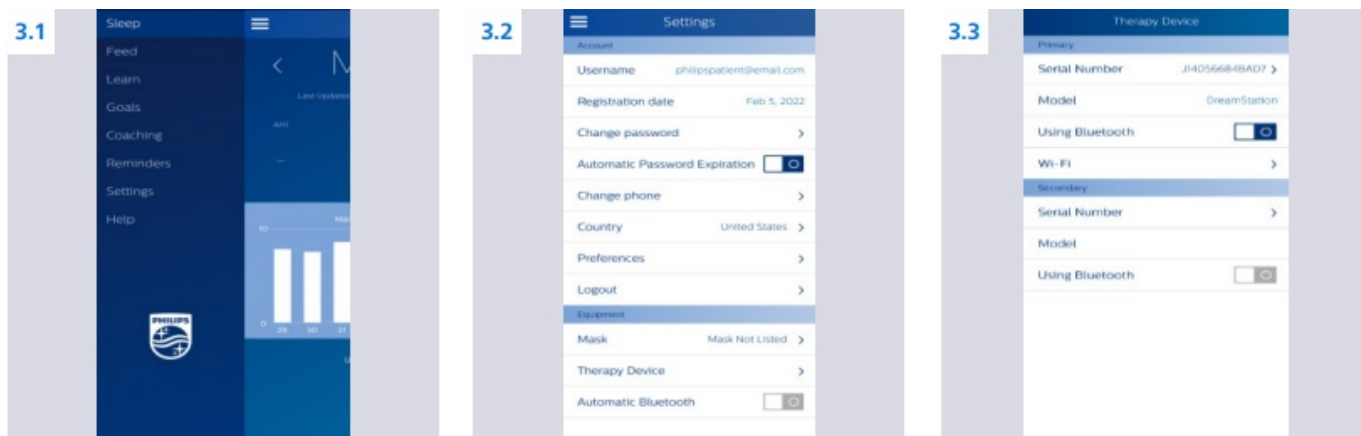 3.1
Sleep
Feed
Learn
Goals
Coaching
Reminders
Settings
Help
PHILIPS
M
Last Updated
AHI
--
Mas
10
0
29 30 31
U
3.2
Settings
Account
Username philipspatient@email.com
Registration date Feb 5, 2022
Change password
Automatic Password Expiration
Change phone
Country United States
Preferences
Logout
Equipment
Mask Mask Not Listed
Therapy Device
Automatic Bluetooth
3.3
Therapy Device
Primary
Serial Number J14056684BAD7
Model DreamStation
Using Bluetooth
Wi-Fi
Secondary
Serial Number
Model
Using Bluetooth